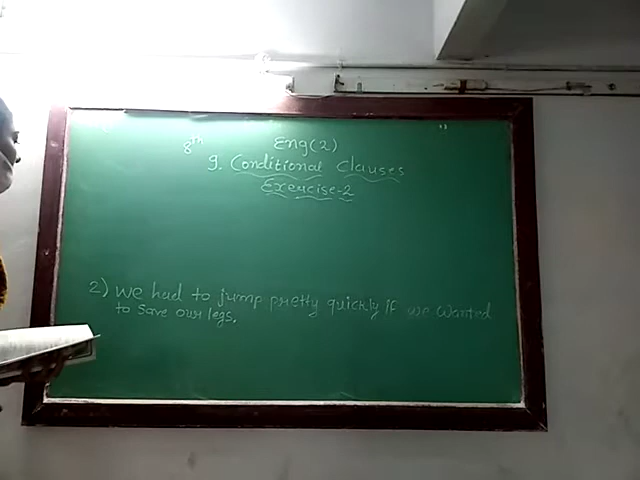 8th Eng(2)
9. Conditional Clauses
Exercise-2
2) we had to jump pretty quickly if we wanted
to save our legs.